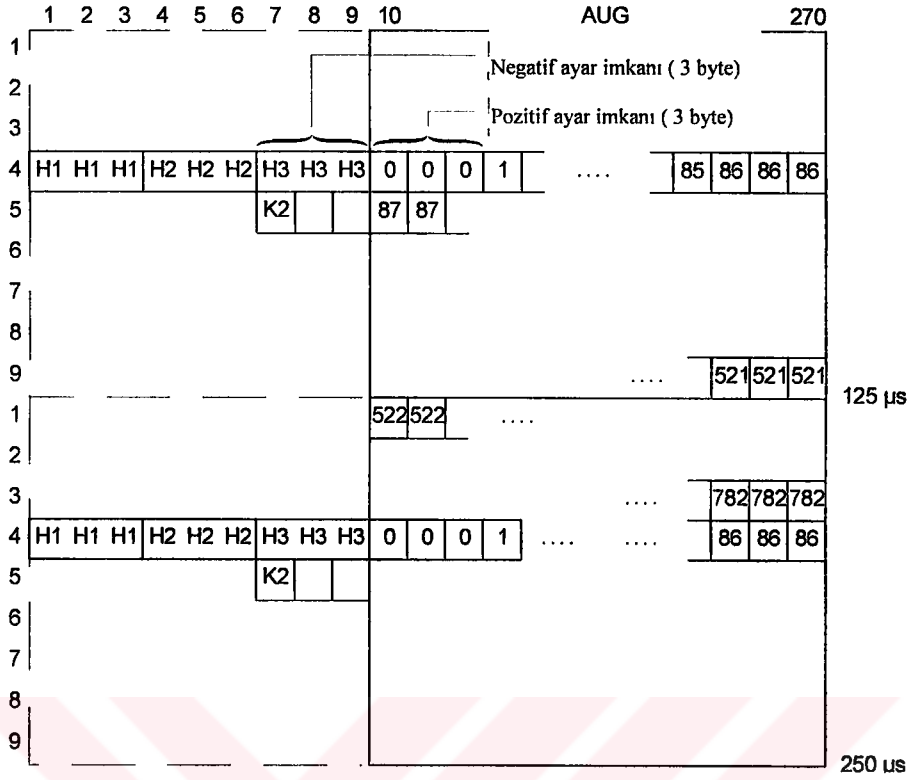 1 2 3 4 5 6 7 8 9 10 AUG 270
1
Negatif ayar imkanı ( 3 byte)
2
Pozitif ayar imkanı ( 3 byte)
3
4 H1 H1 H1 H2 H2 H2 H3 H3 H3 0 0 0 1 .... 85 86 86 86
5 K2 87 87
6
7
8
9 .... 521 521 521
125 µs
1 522 522 ....
2
3 .... 782 782 782
4 H1 H1 H1 H2 H2 H2 H3 H3 H3 0 0 0 1 .... .... 86 86 86
5 K2
6
7
8
9
250 µs